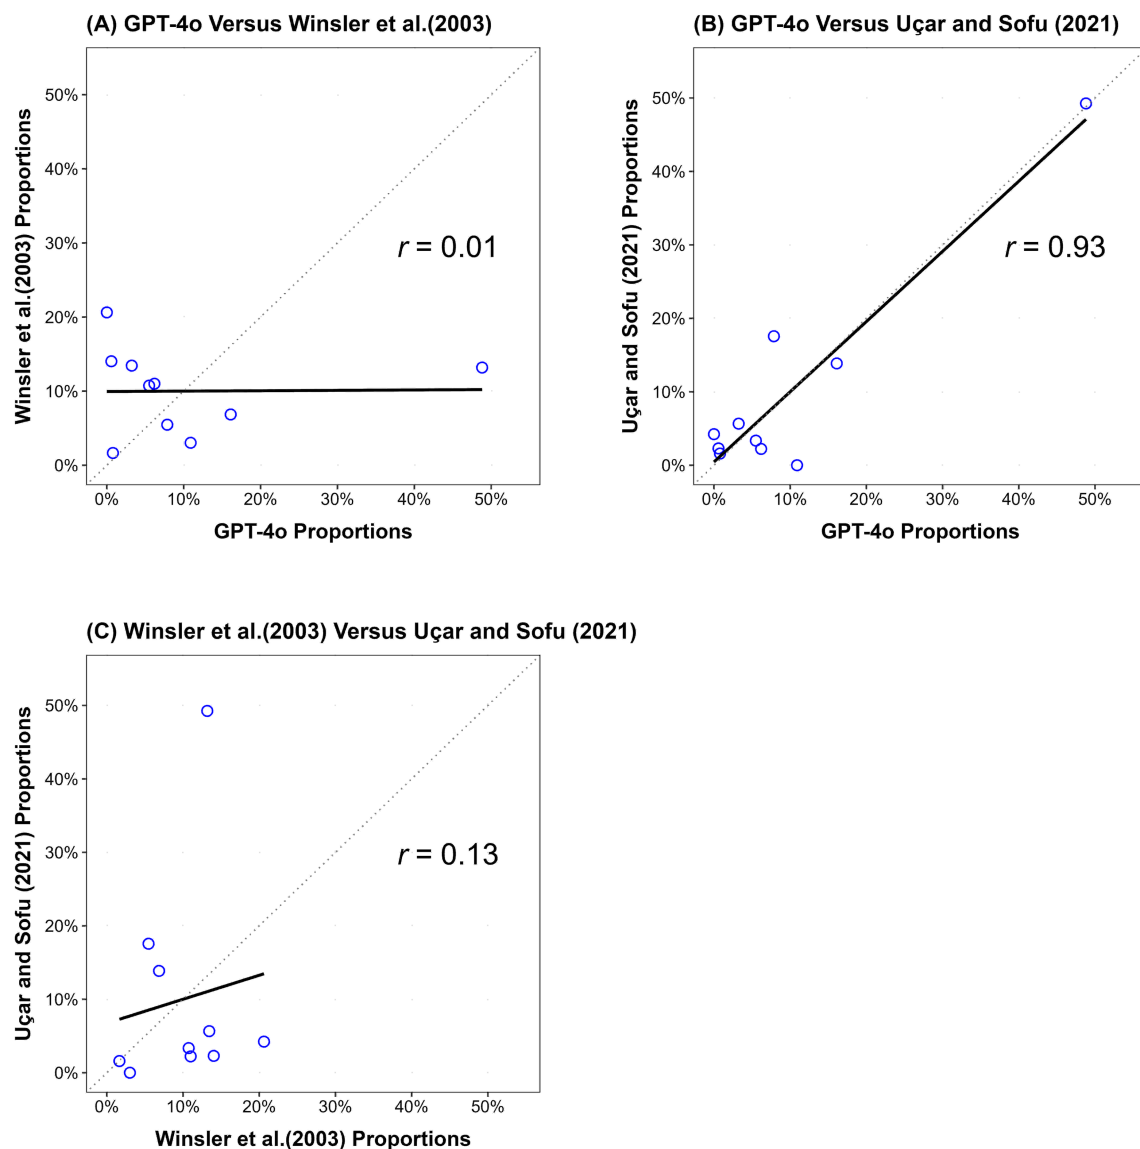 (A) GPT-4o Versus Winsler et al.(2003)
Winsler et al.(2003) Proportions
50%
40%
30%
20%
10%
0%
r = 0.01
0% 10% 20% 30% 40% 50%
GPT-4o Proportions
(B) GPT-4o Versus Uçar and Sofu (2021)
Uçar and Sofu (2021) Proportions
50%
40%
30%
20%
10%
0%
r = 0.93
0% 10% 20% 30% 40% 50%
GPT-4o Proportions
(C) Winsler et al.(2003) Versus Uçar and Sofu (2021)
Uçar and Sofu (2021) Proportions
50%
40%
30%
20%
10%
0%
r = 0.13
0% 10% 20% 30% 40% 50%
Winsler et al.(2003) Proportions